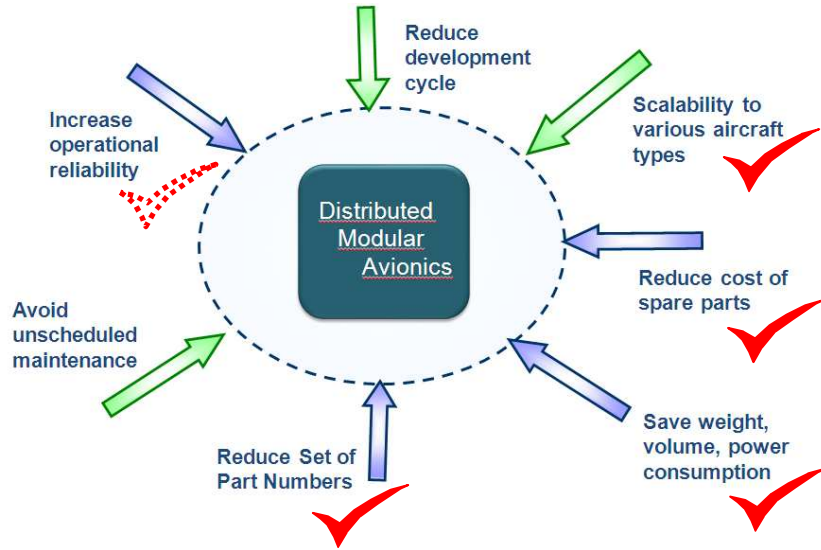 Reduce
development
cycle
Increase
operational
reliability
Scalability to
various aircraft
types
Distributed
Modular
Avionics
Reduce cost of
spare parts
Avoid
unscheduled
maintenance
Save weight,
volume, power
consumption
Reduce Set of
Part Numbers